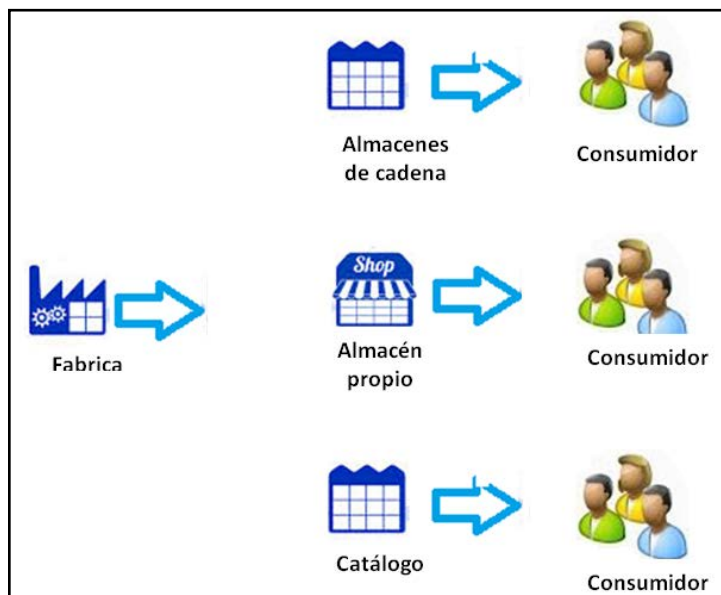 Almacenes
de cadena
Consumidor
Shop
Fabrica
Almacén
propio
Consumidor
Catálogo
Consumidor